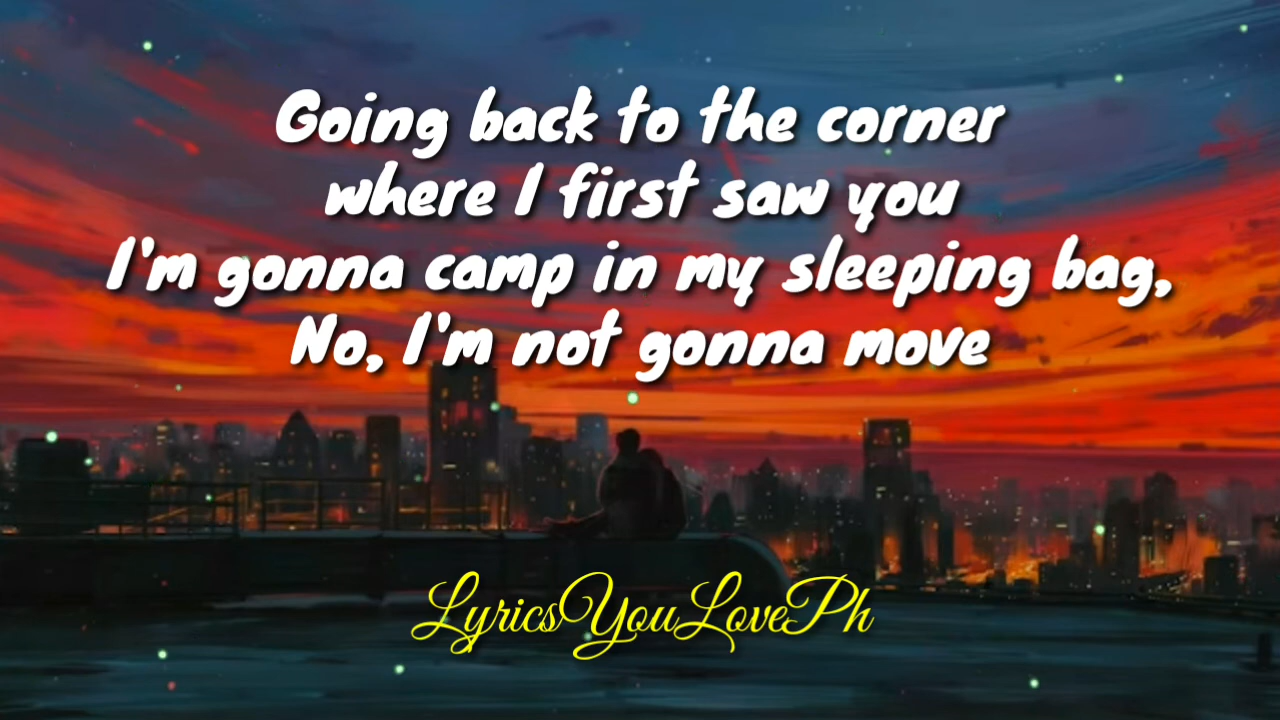 Going back to the corner
where I first saw you
I'm gonna camp in my sleeping bag,
No, I'm not gonna move
LyricsYouLovePh